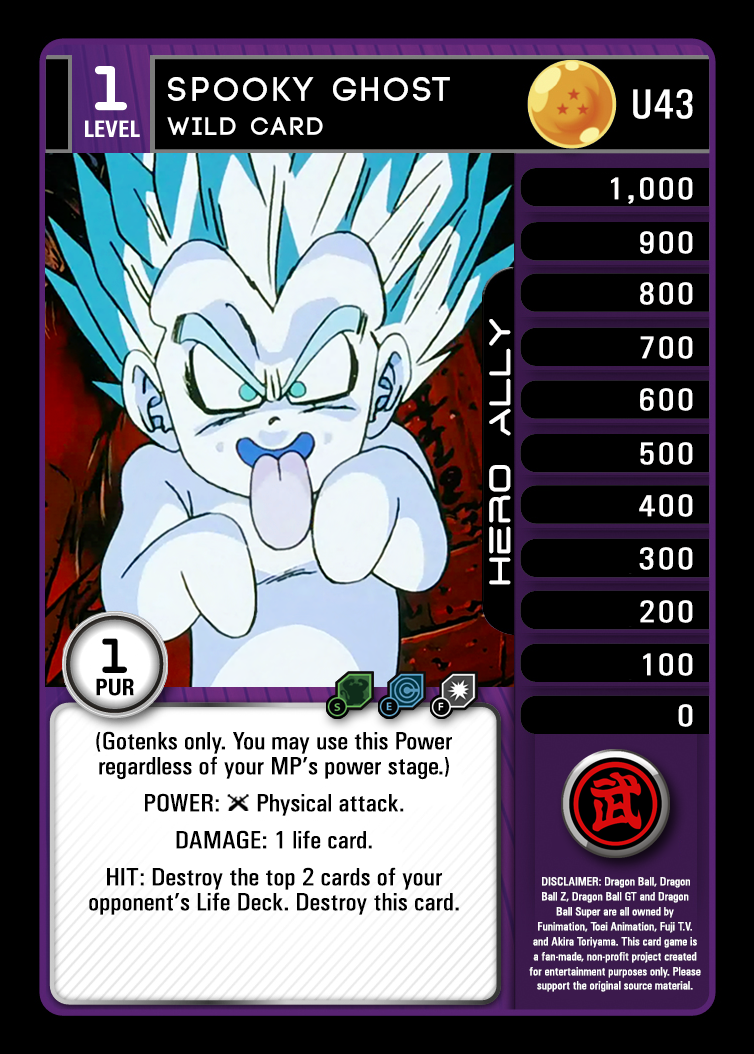 1
LEVEL
SPOOKY GHOST
WILD CARD
U43
1,000
900
800
700
600
500
400
300
200
100
0
HERO ALLY
1
PUR
S
E
F
(Gotenks only. You may use this Power
regardless of your MP's power stage.)
POWER: Physical attack.
DAMAGE: 1 life card.
HIT: Destroy the top 2 cards of your
opponent's Life Deck. Destroy this card.
武
DISCLAIMER: Dragon Ball, Dragon
Ball Z, Dragon Ball GT and Dragon
Ball Super are all owned by
Funimation, Toei Animation, Fuji T.V.
and Akira Toriyama. This card game is
a fan-made, non-profit project created
for entertainment purposes only. Please
support the original source material.